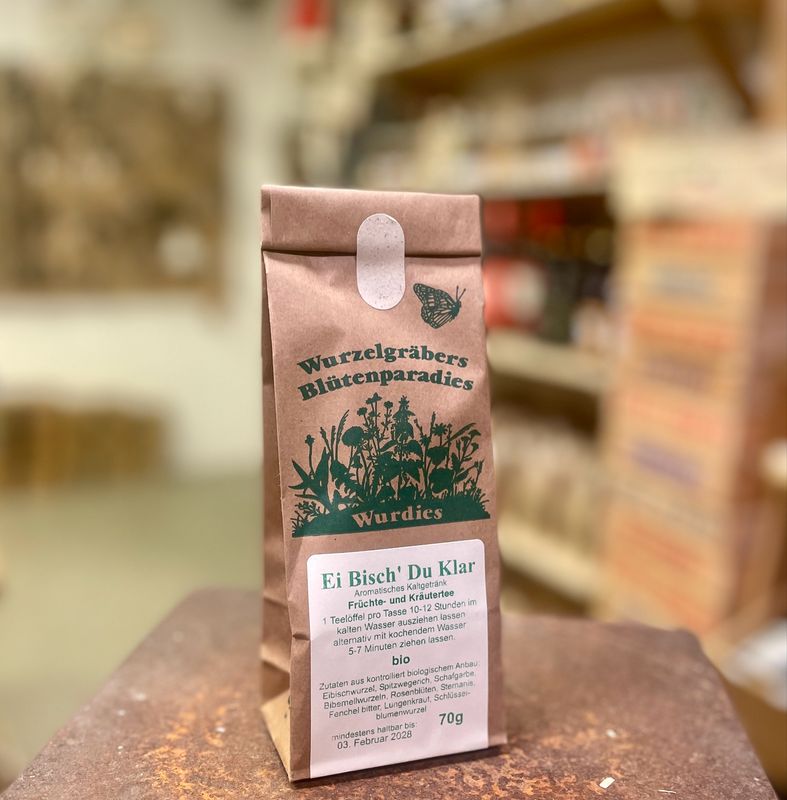 Wurzelgräbers
Blütenparadies
Wurdies
Ei Bisch' Du Klar
Aromatisches Kaltgetränk
Früchte- und Kräutertee
1 Teelöffel pro Tasse 10-12 Stunden im
kalten Wasser ausziehen lassen
alternativ mit kochendem Wasser
5-7 Minuten ziehen lassen.
bio
Zutaten aus kontrolliert biologischem Anbau:
Eibischwurzel, Spitzwegerich, Schafgarbe,
Bibernellwurzeln, Rosenblüten, Sternanis,
Fenchel bitter, Lungenkraut, Schlüssel-
blumenwurzel
mindestens haltbar bis:
03. Februar 2028
70g